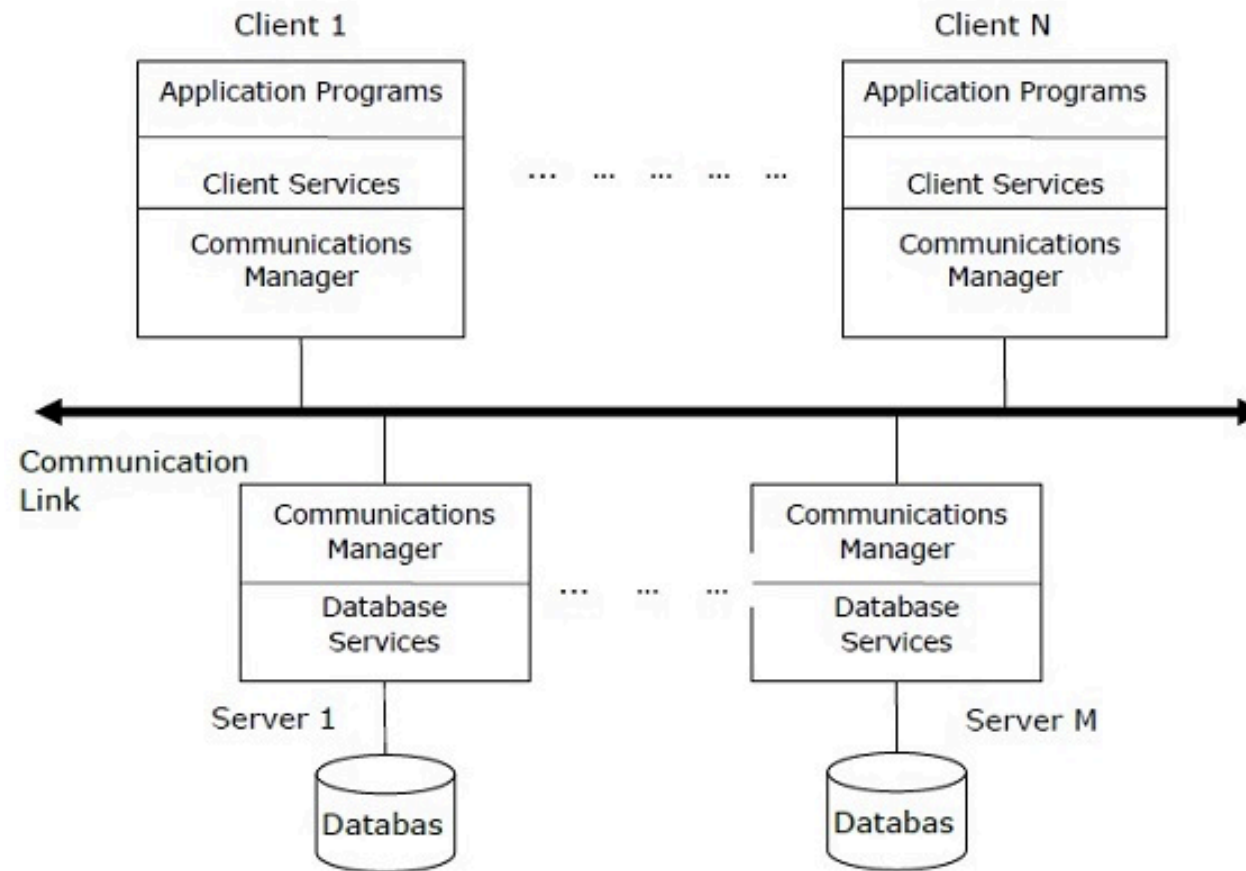 Client 1
Client N
Application Programs
Client Services
Communications
Manager
... ... ... ... ...
Application Programs
Client Services
Communications
Manager
Communication
Link
Communications
Manager
Database
Services
... ... ...
Communications
Manager
Database
Services
Server 1
Server M
Databas
Databas